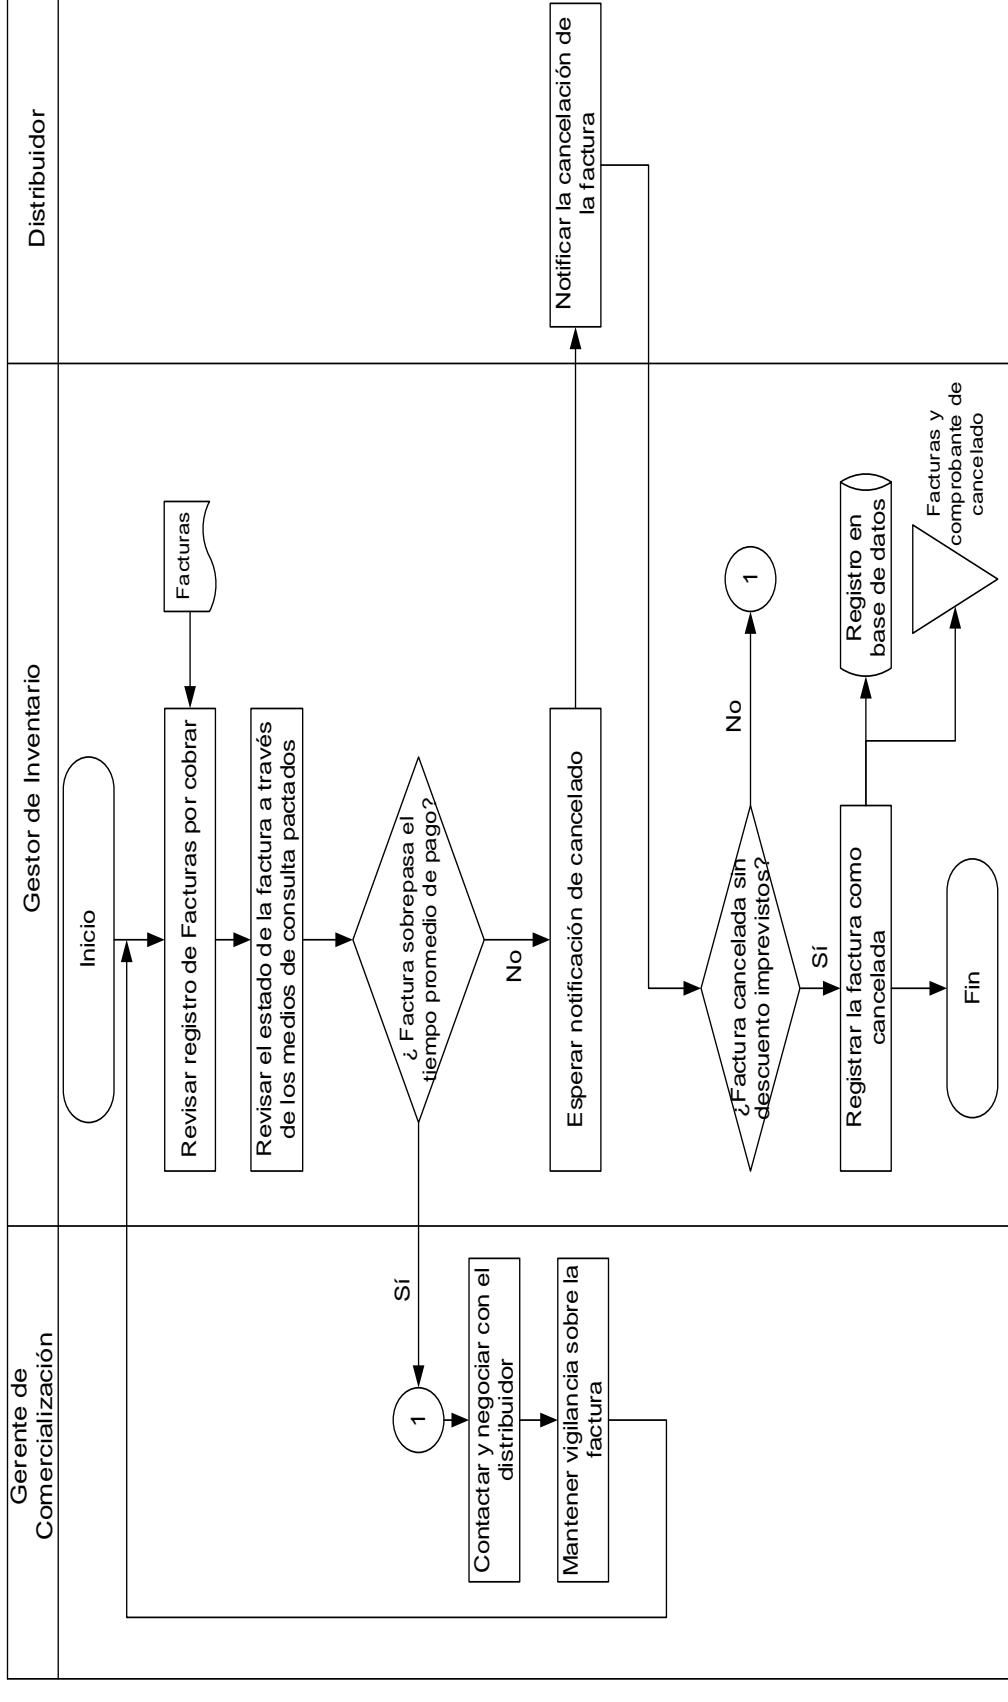 Gerente de
Comercialización
Gestor de Inventario
Distribuidor
Inicio
Revisar registro de Facturas por cobrar
Facturas
Revisar el estado de la factura a través
de los medios de consulta pactados
¿ Factura sobrepasa el
tiempo promedio de pago?
Sí
No
1
Contactar y negociar con el
distribuidor
Mantener vigilancia sobre la
factura
Esperar notificación de cancelado
Notificar la cancelación de
la factura
¿Factura cancelada sin
descuento imprevistos?
No
1
Sí
Registrar la factura como
cancelada
Registro en
base de datos
Facturas y
comprobante de
cancelado
Fin